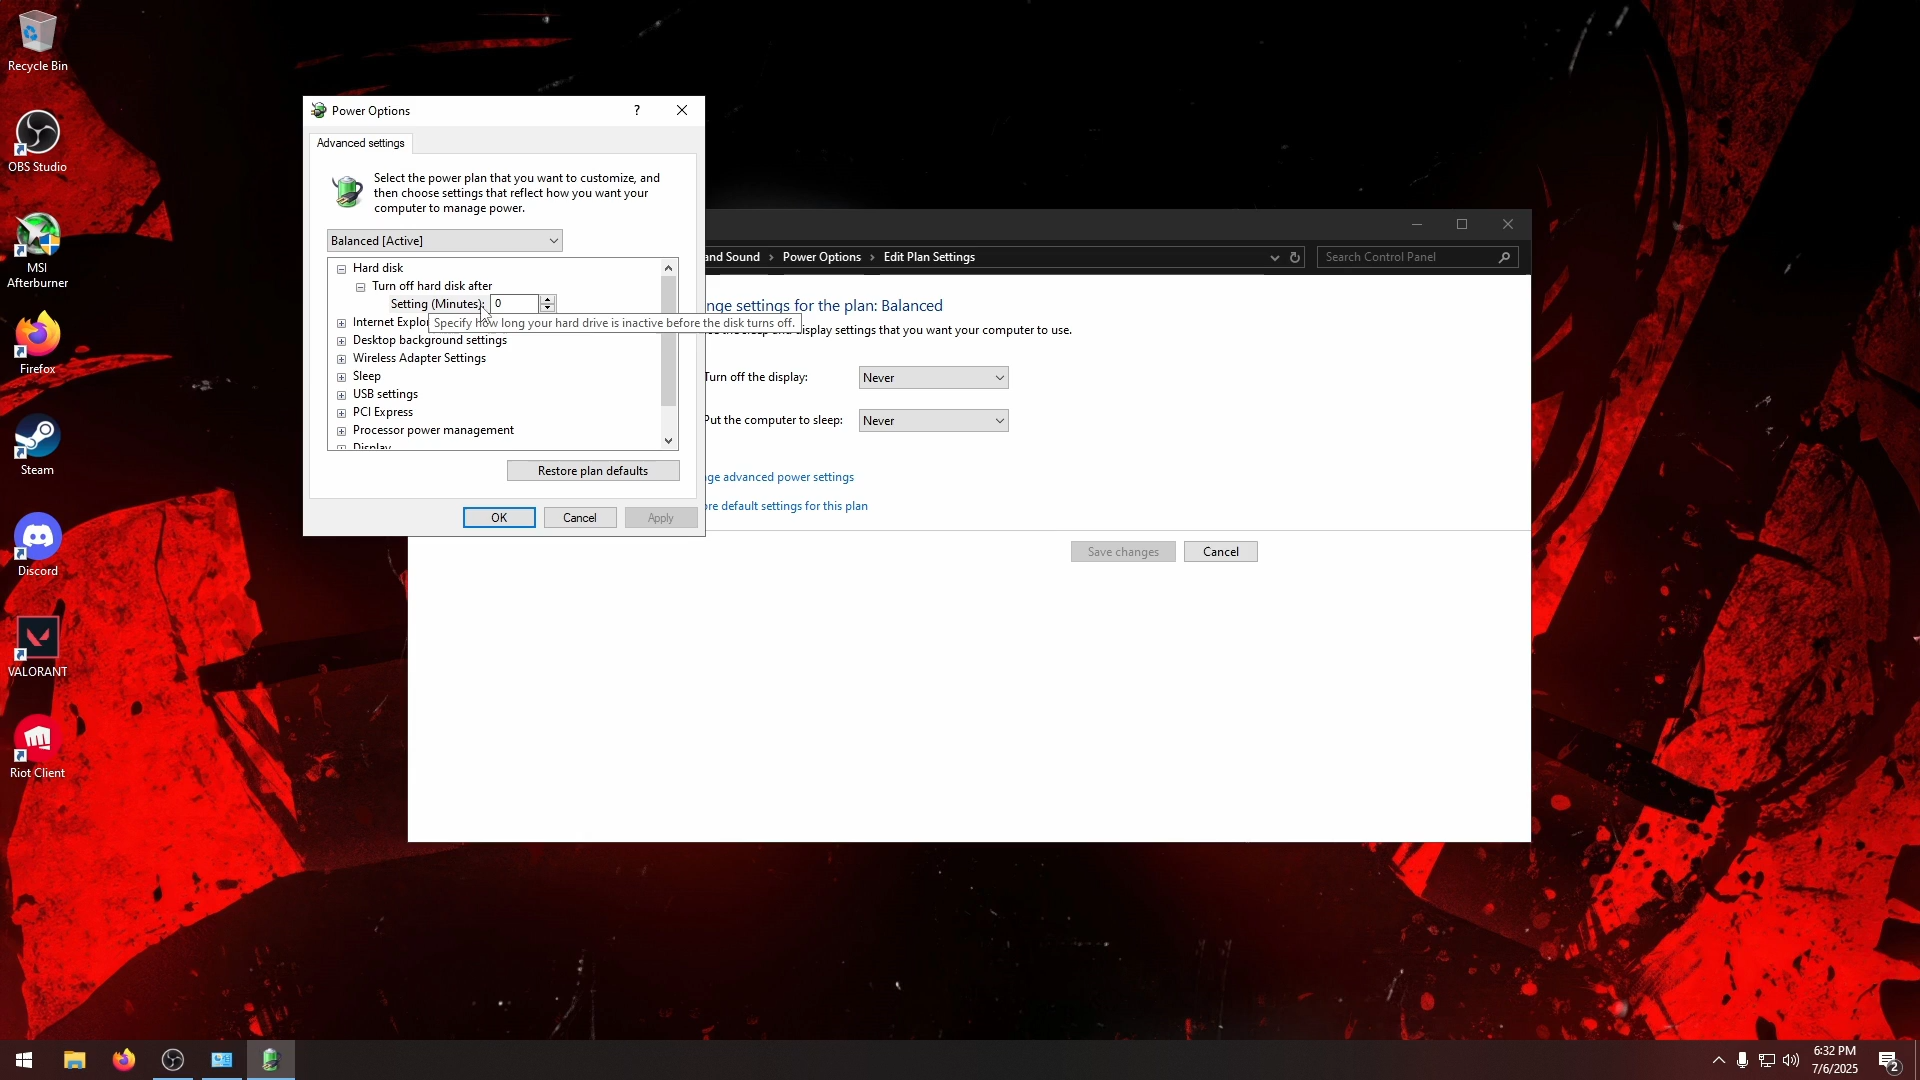 Recycle Bin
OBS Studio
MSI
Afterburner
Firefox
Steam
Discord
VALORANT
Riot Client
Power Options
?
Advanced settings
Select the power plan that you want to customize, and
then choose settings that reflect how you want your
computer to manage power.
Balanced [Active]
Hard disk
Turn off hard disk after
Setting (Minutes): 0
Internet Explor
Specify how long your hard drive is inactive before the disk turns off.
Desktop background settings
Wireless Adapter Settings
Sleep
USB settings
PCI Express
Processor power management
Display
Restore plan defaults
OK Cancel Apply
and Sound > Power Options > Edit Plan Settings
Search Control Panel
nge settings for the plan: Balanced
splay settings that you want your computer to use.
Turn off the display: Never
Put the computer to sleep: Never
ge advanced power settings
ore default settings for this plan
Save changes Cancel
6:32 PM
7/6/2025
2